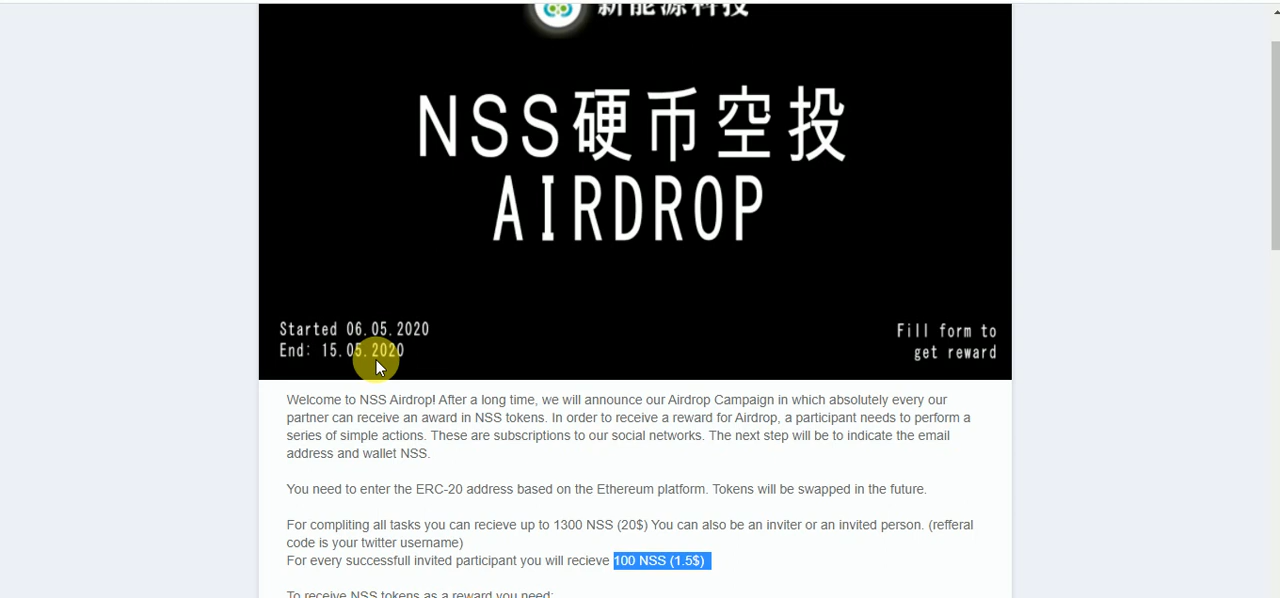 新能源科技
NSS硬币空投
AIRDROP
Started 06.05.2020
End: 15.05.2020
Fill form to
get reward
Welcome to NSS Airdrop! After a long time, we will announce our Airdrop Campaign in which absolutely every our
partner can receive an award in NSS tokens. In order to receive a reward for Airdrop, a participant needs to perform a
series of simple actions. These are subscriptions to our social networks. The next step will be to indicate the email
address and wallet NSS.
You need to enter the ERC-20 address based on the Ethereum platform. Tokens will be swapped in the future.
For compliting all tasks you can recieve up to 1300 NSS (20$) You can also be an inviter or an invited person. (refferal
code is your twitter username)
For every successfull invited participant you will recieve 100 NSS (1.5$)
To receive NSS tokens as a reward you need: